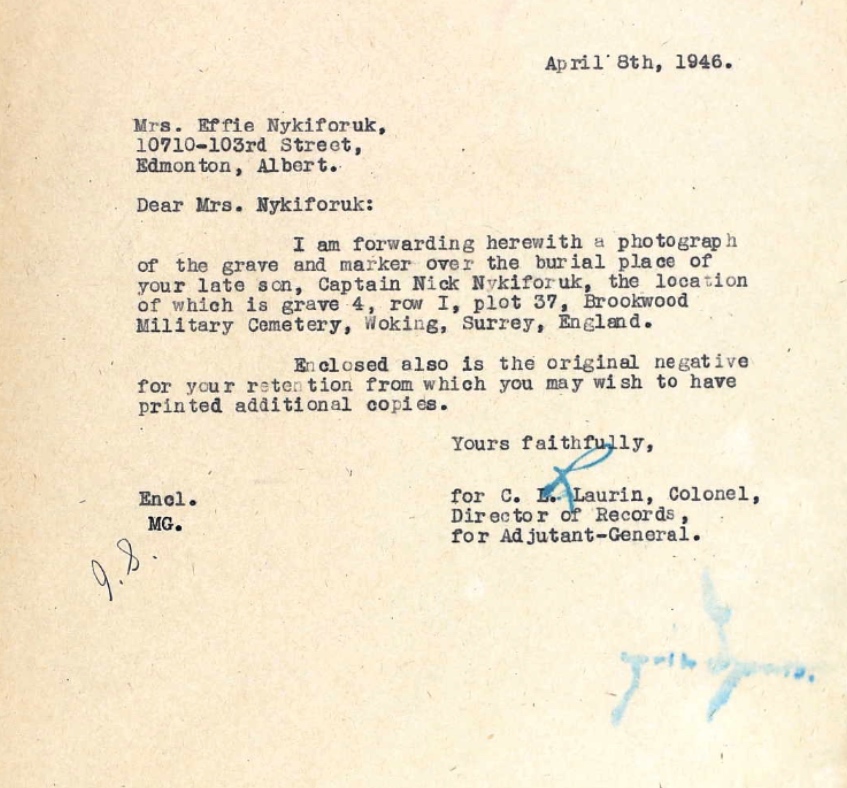 April 8th, 1946.
Mrs. Effie Nykiforuk,
10710-103rd Street,
Edmonton, Albert.
Dear Mrs. Nykiforuk:
I am forwarding herewith a photograph
of the grave and marker over the burial place of
your late son, Captain Nick Nykiforuk, the location
of which is grave 4, row I, plot 37, Brookwood
Military Cemetery, Woking, Surrey, England.
Enclosed also is the original negative
for your retention from which you may wish to have
printed additional copies.
Yours faithfully,
for C. L. Laurin, Colonel,
Director of Records,
for Adjutant-General.
Encl.
MG.
J.S.